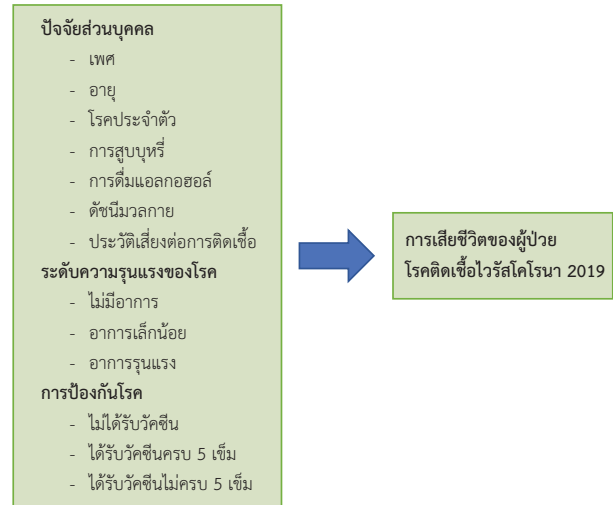 ปัจจัยส่วนบุคคล
- เพศ
- อายุ
- โรคประจำตัว
- การสูบบุหรี่
- การดื่มแอลกอฮอล์
- ดัชนีมวลกาย
- ประวัติเสี่ยงต่อการติดเชื้อ
ระดับความรุนแรงของโรค
- ไม่มีอาการ
- อาการเล็กน้อย
- อาการรุนแรง
การป้องกันโรค
- ไม่ได้รับวัคซีน
- ได้รับวัคซีนครบ 5 เข็ม
- ได้รับวัคซีนไม่ครบ 5 เข็ม
การเสียชีวิตของผู้ป่วย
โรคติดเชื้อไวรัสโคโรนา 2019